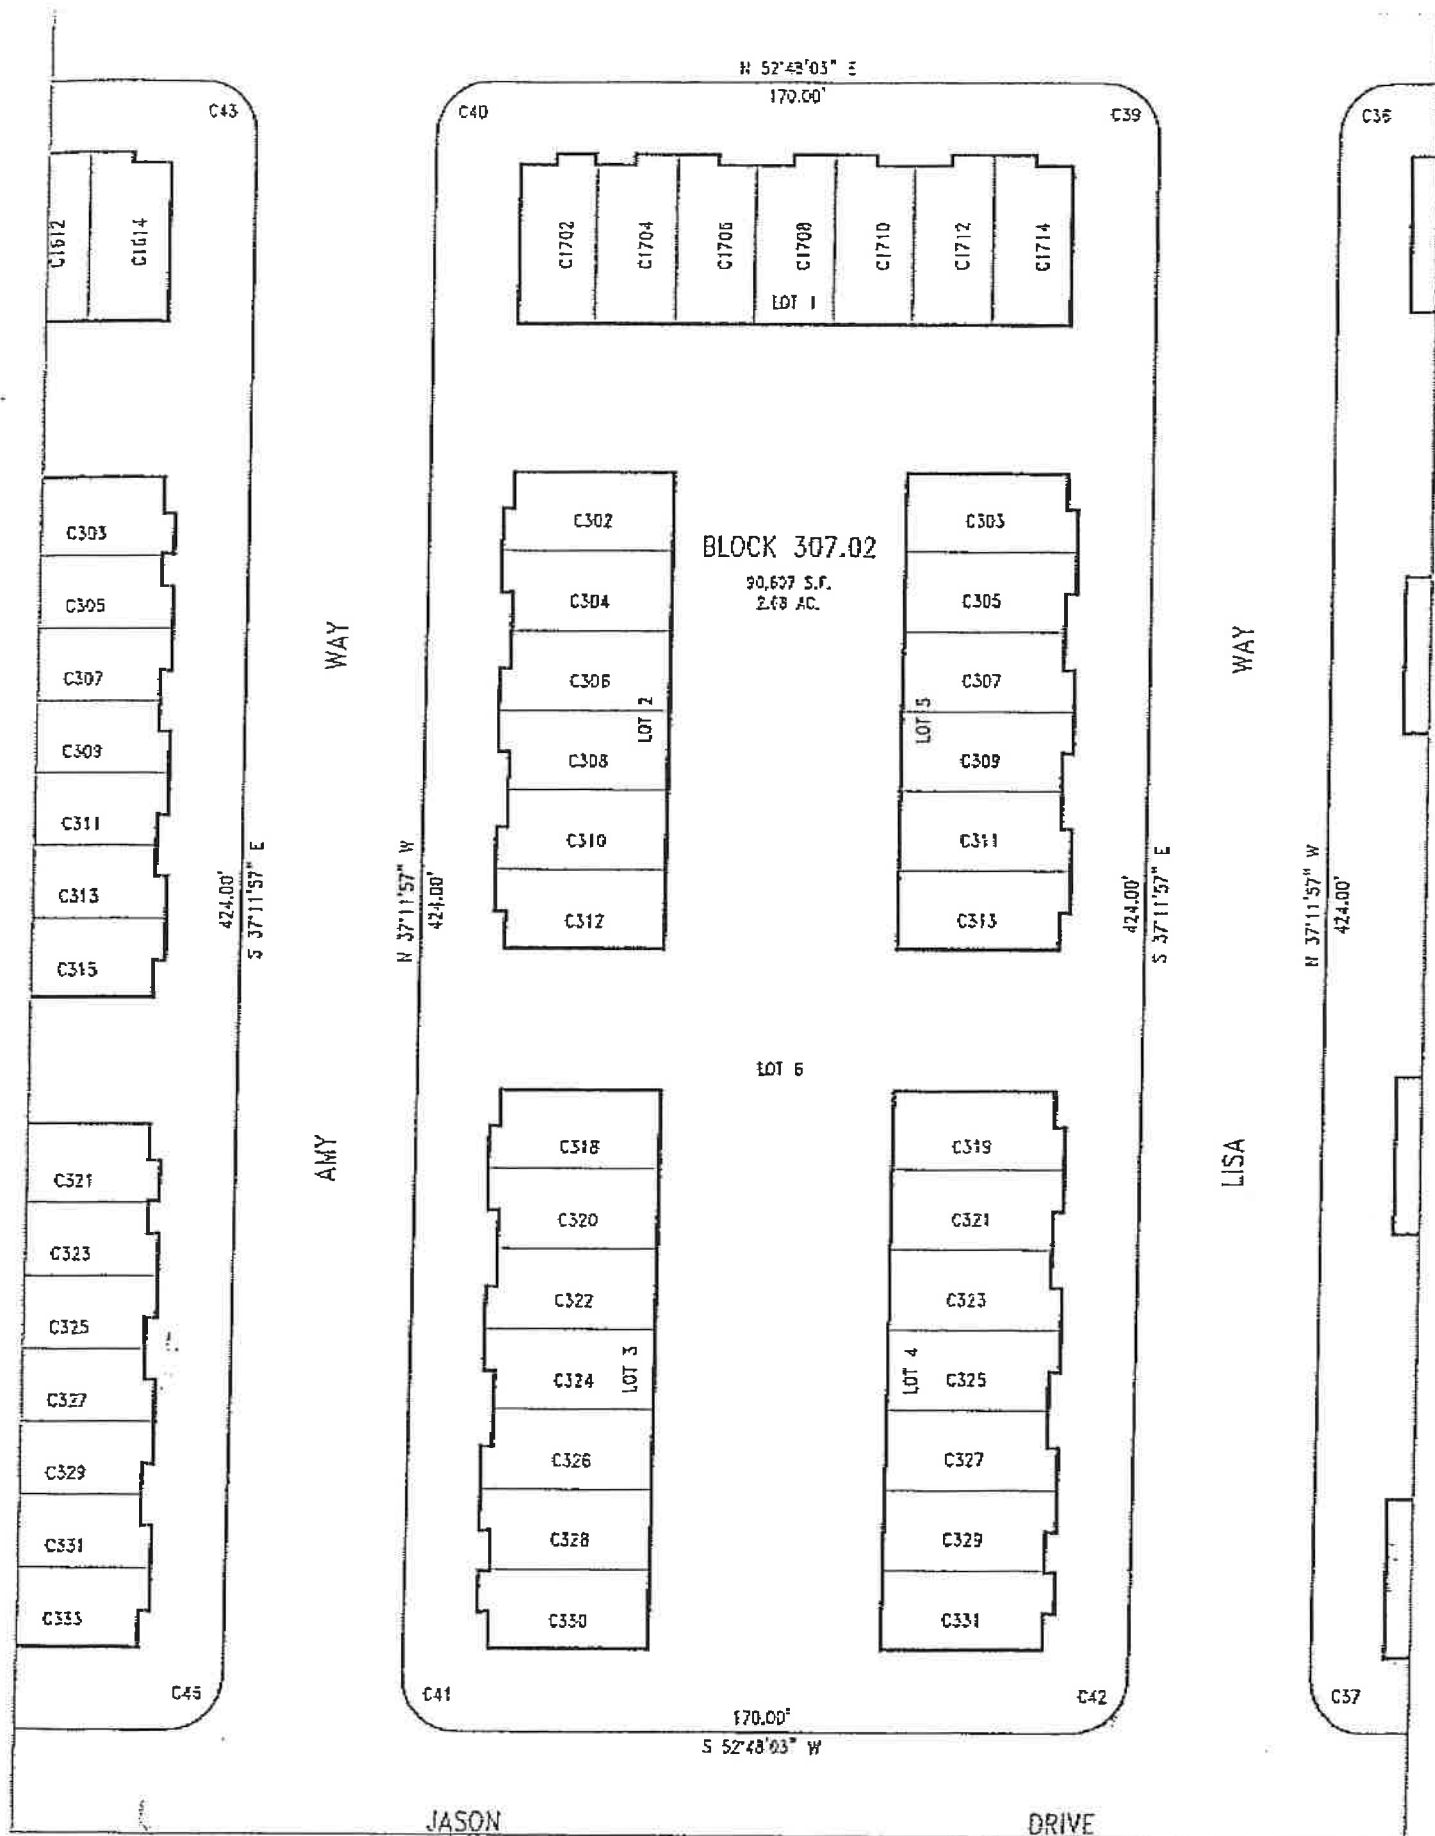 N 52°48'03" E
170.00'
C43
C40
C39
C36
C1612
C1614
C1702
C1704
C1706
C1708
C1710
C1712
C1714
LOT 1
C303
C305
C307
C309
C311
C313
C315
C302
C304
C306
C308
C310
C312
LOT 2
BLOCK 307.02
90,607 S.F.
2.08 AC.
C303
C305
C307
C309
C311
C313
LOT 5
WAY
WAY
424.00'
S 37°11'57" E
N 37°11'57" W
424.00'
424.00'
S 37°11'57" E
N 37°11'57" W
424.00'
LOT 6
AMY
LISA
C321
C323
C325
C327
C329
C331
C333
C318
C320
C322
C324
C326
C328
C330
LOT 3
C319
C321
C323
C325
C327
C329
C331
LOT 4
C45
C41
C42
C37
170.00'
S 52°48'03" W
JASON
DRIVE